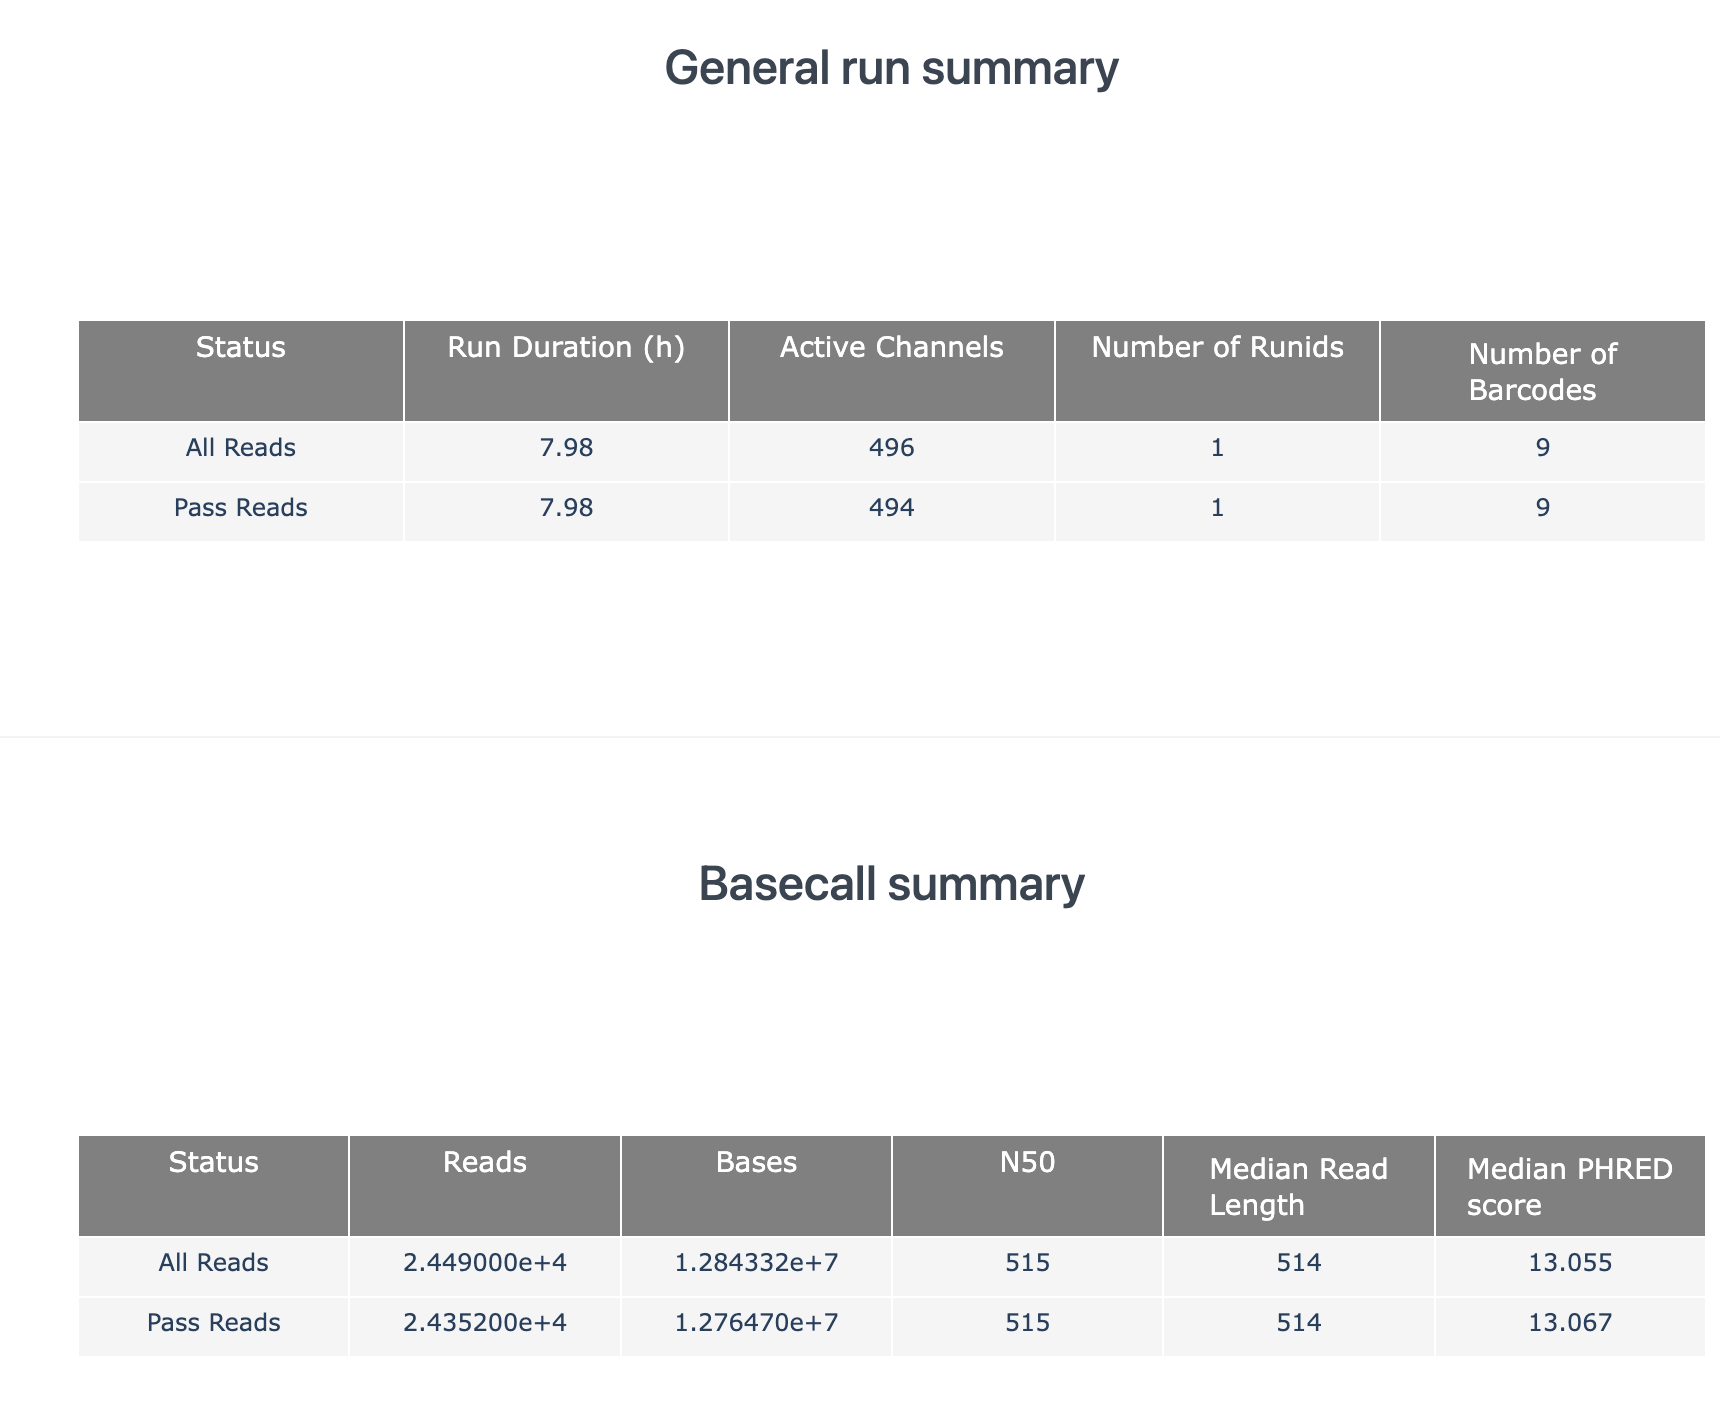 General run summary
Status Run Duration (h) Active Channels Number of Runids Number of
Barcodes
All Reads 7.98 496 1 9
Pass Reads 7.98 494 1 9
Basecall summary
Status Reads Bases N50 Median Read Median PHRED
Length score
All Reads 2.449000e+4 1.284332e+7 515 514 13.055
Pass Reads 2.435200e+4 1.276470e+7 515 514 13.067